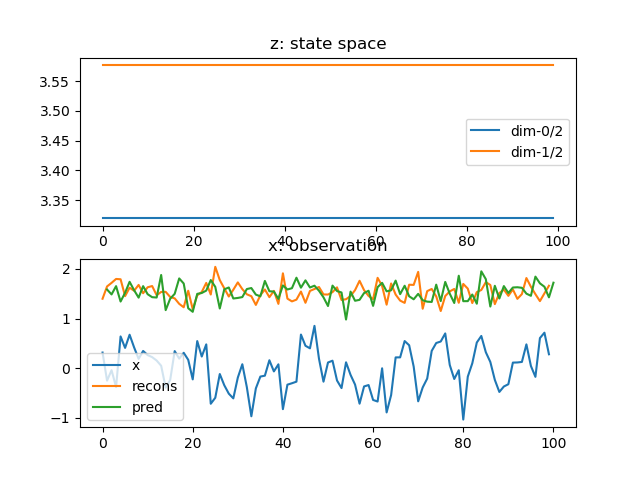 z: state space
3.55
3.50
3.45
3.40
3.35
dim-0/2
dim-1/2
0 20 40 60 80 100
x: observation
2
1
0
−1
x
recons
pred
0 20 40 60 80 100